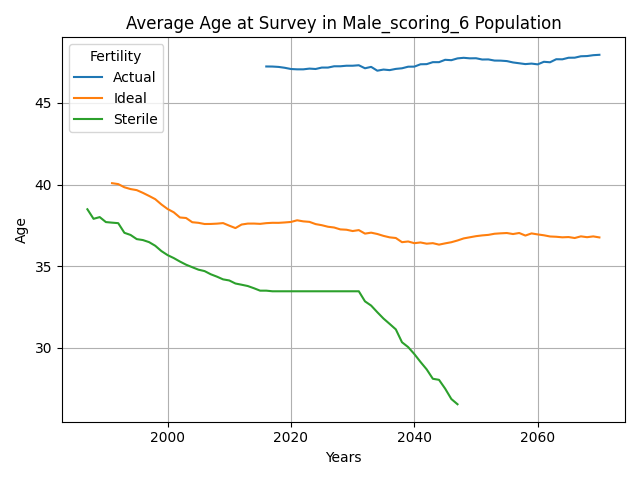 Average Age at Survey in Male_scoring_6 Population
Fertility
Actual
Ideal
Sterile
45
40
35
30
Age
2000
2020
2040
2060
Years